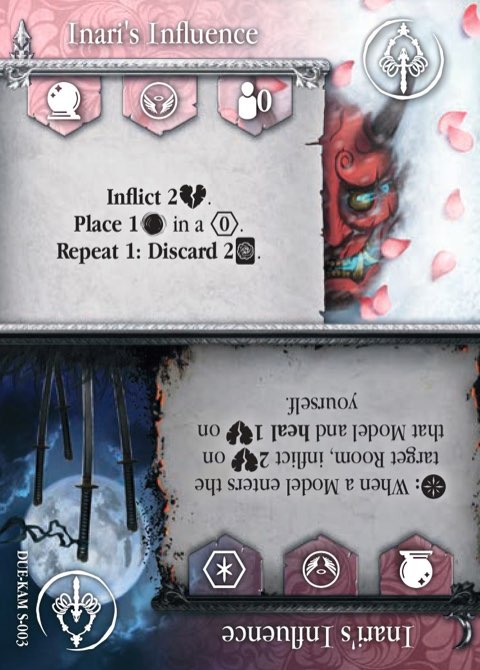 Inari's Influence
0
Inflict 2.
Place 1 in a 0.
Repeat 1: Discard 2.
: When a Model enters the
target Room, inflict 2 on
that Model and heal 1 on
yourself.
Inari's Influence
DUE-KAM S-003